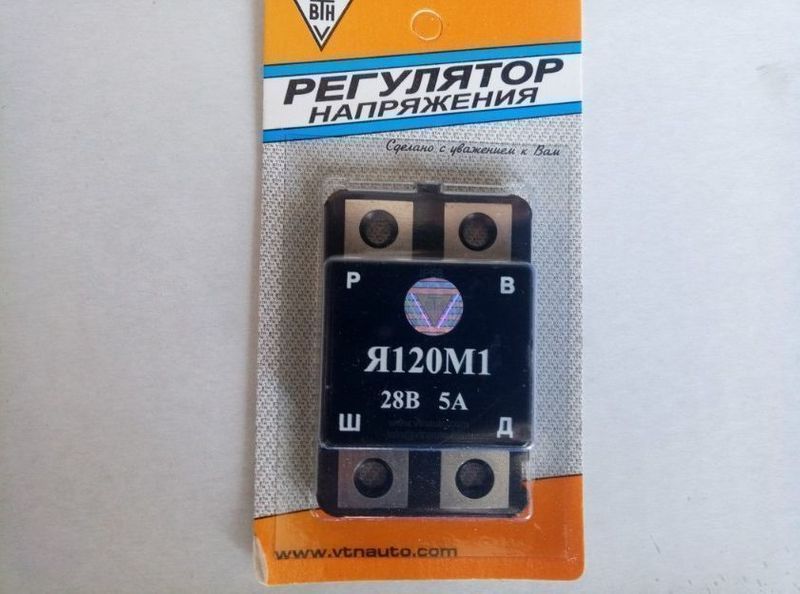 ВТН
РЕГУЛЯТОР
НАПРЯЖЕНИЯ
Сделано с уважением к Вам
Р В
Я120М1
28В 5А
Ш Д
www.vtnauto.com